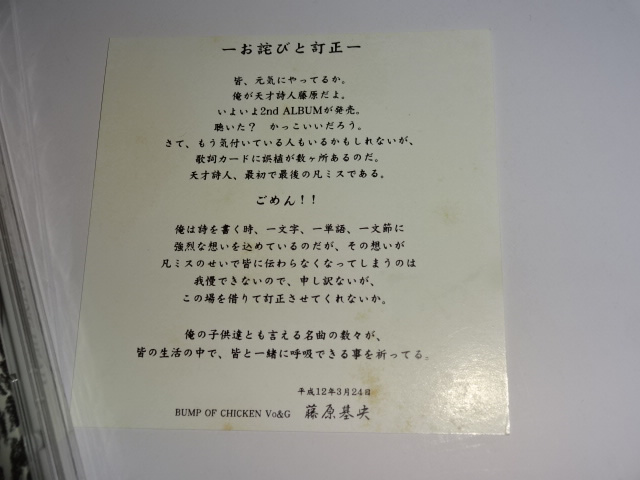 －お詫びと訂正－
皆、元気にやってるか。
俺が天才詩人藤原だよ。
いよいよ2nd ALBUMが発売。
聴いた？　かっこいいだろう。
さて、もう気付いている人もいるかもしれないが、
歌詞カードに誤植が数ヶ所あるのだ。
天才詩人、最初で最後の凡ミスである。
ごめん！！
俺は詩を書く時、一文字、一単語、一文節に
強烈な想いを込めているのだが、その想いが
凡ミスのせいで皆に伝わらなくなってしまうのは
我慢できないので、申し訳ないが、
この場を借りて訂正させてくれないか。
俺の子供達とも言える名曲の数々が、
皆の生活の中で、皆と一緒に呼吸できる事を祈ってる。
平成12年3月24日
BUMP OF CHICKEN Vo&G　藤原基央